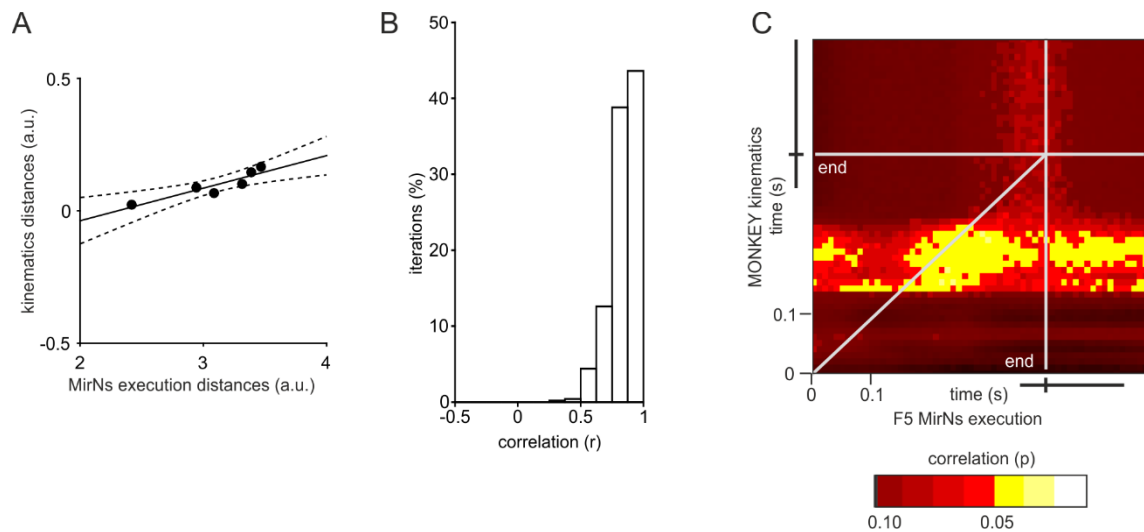 A
0.5
0
-0.5
2
3
4
kinematics distances (a.u.)
MirNs execution distances (a.u.)
B
50
40
30
20
10
0
-0.5
0
0.5
1
iterations (%)
correlation (r)
C
MONKEY kinematics
time (s)
end
0.1
0
end
0
0.1
time (s)
F5 MirNs execution
correlation (p)
0.10
0.05